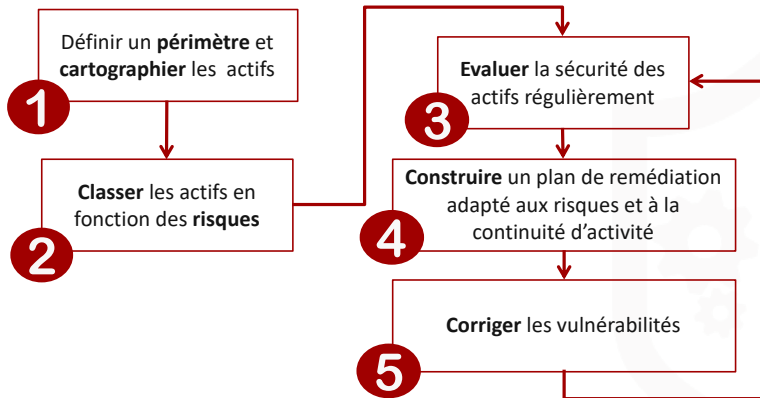 Définir un périmètre et
cartographier les actifs
1
Classer les actifs en
fonction des risques
2
Evaluer la sécurité des
actifs régulièrement
3
Construire un plan de remédiation
adapté aux risques et à la
continuité d’activité
4
Corriger les vulnérabilités
5